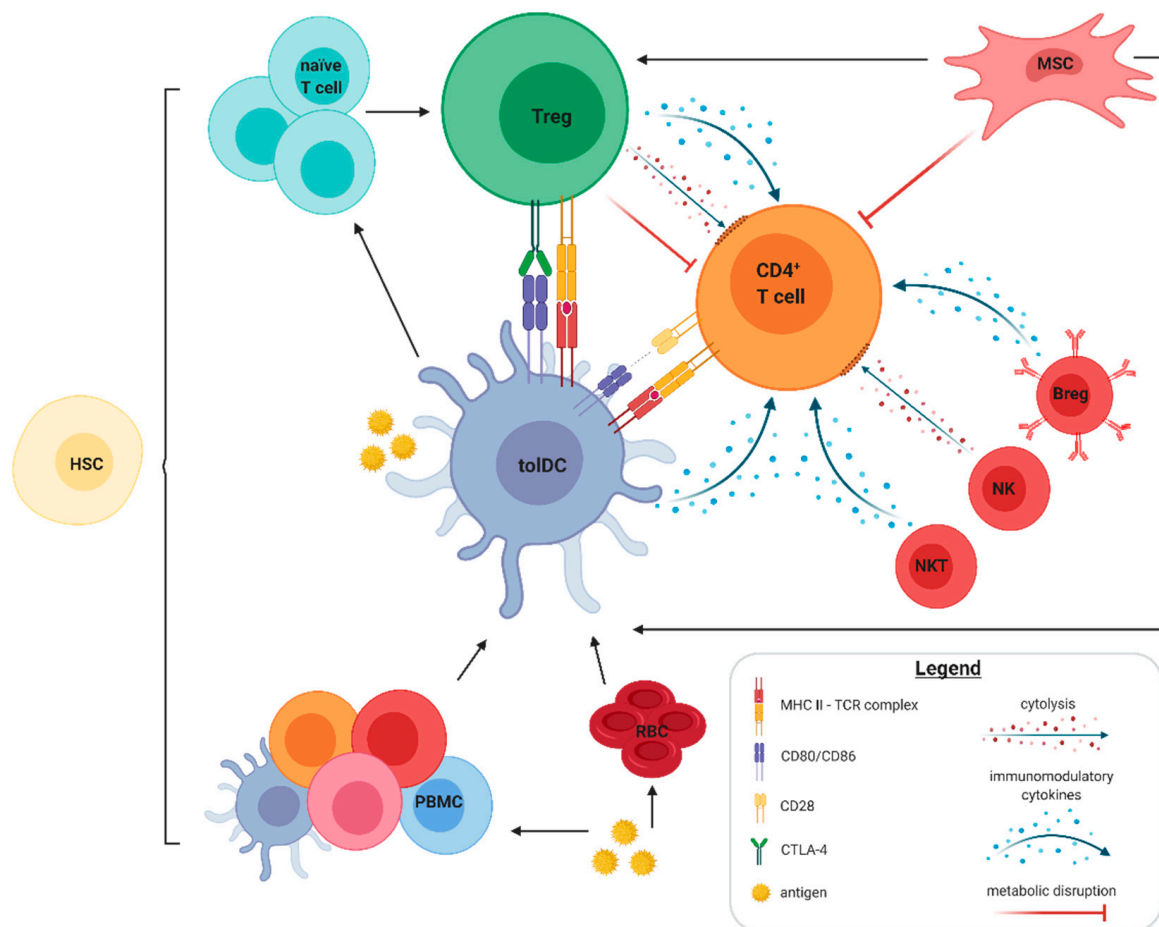 naïve
T cell
Treg
MSC
CD4⁺
T cell
Breg
HSC
tolDC
NK
NKT
RBC
PBMC
Legend
MHC II - TCR complex
CD80/CD86
CD28
CTLA-4
antigen
cytolysis
immunomodulatory
cytokines
metabolic disruption